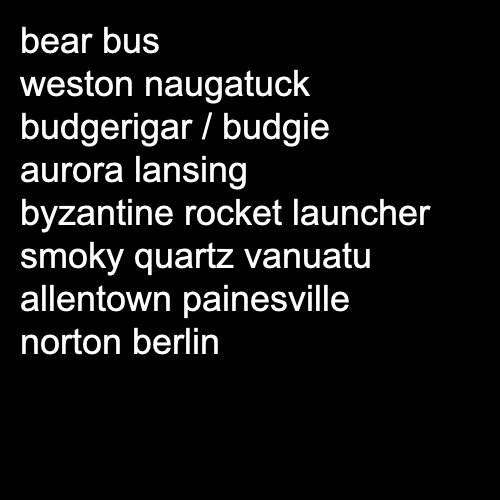 bear bus
weston naugatuck
budgerigar / budgie
aurora lansing
byzantine rocket launcher
smoky quartz vanuatu
allentown painesville
norton berlin